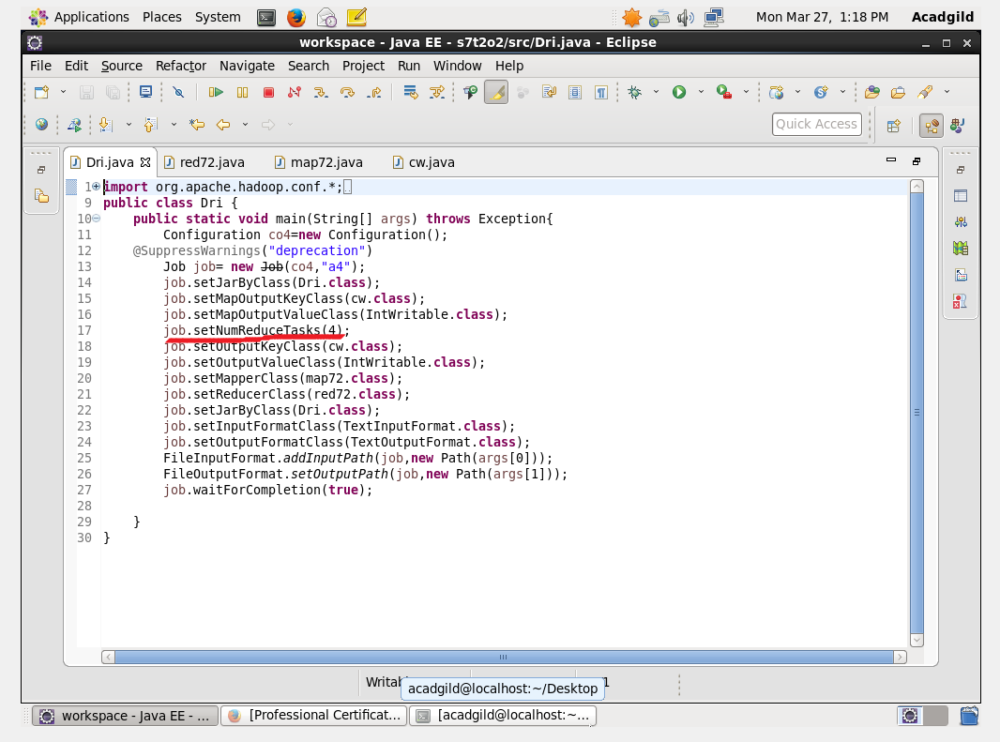 Applications Places System Mon Mar 27, 1:18 PM Acadgild
workspace - Java EE - s7t2o2/src/Dri.java - Eclipse
File Edit Source Refactor Navigate Search Project Run Window Help
Quick Access
Dri.java red72.java map72.java cw.java
1 import org.apache.hadoop.conf.*;
9 public class Dri {
10 public static void main(String[] args) throws Exception{
11 Configuration co4=new Configuration();
12 @SuppressWarnings("deprecation")
13 Job job= new Job(co4,"a4");
14 job.setJarByClass(Dri.class);
15 job.setMapOutputKeyClass(cw.class);
16 job.setMapOutputValueClass(IntWritable.class);
17 job.setNumReduceTasks(4);
18 job.setOutputKeyClass(cw.class);
19 job.setOutputValueClass(IntWritable.class);
20 job.setMapperClass(map72.class);
21 job.setReducerClass(red72.class);
22 job.setJarByClass(Dri.class);
23 job.setInputFormatClass(TextInputFormat.class);
24 job.setOutputFormatClass(TextOutputFormat.class);
25 FileInputFormat.addInputPath(job,new Path(args[0]));
26 FileOutputFormat.setOutputPath(job,new Path(args[1]));
27 job.waitForCompletion(true);
28
29 }
30 }
acadgild@localhost:~/Desktop
workspace - Java EE - ... [Professional Certificat... [acadgild@localhost:~...